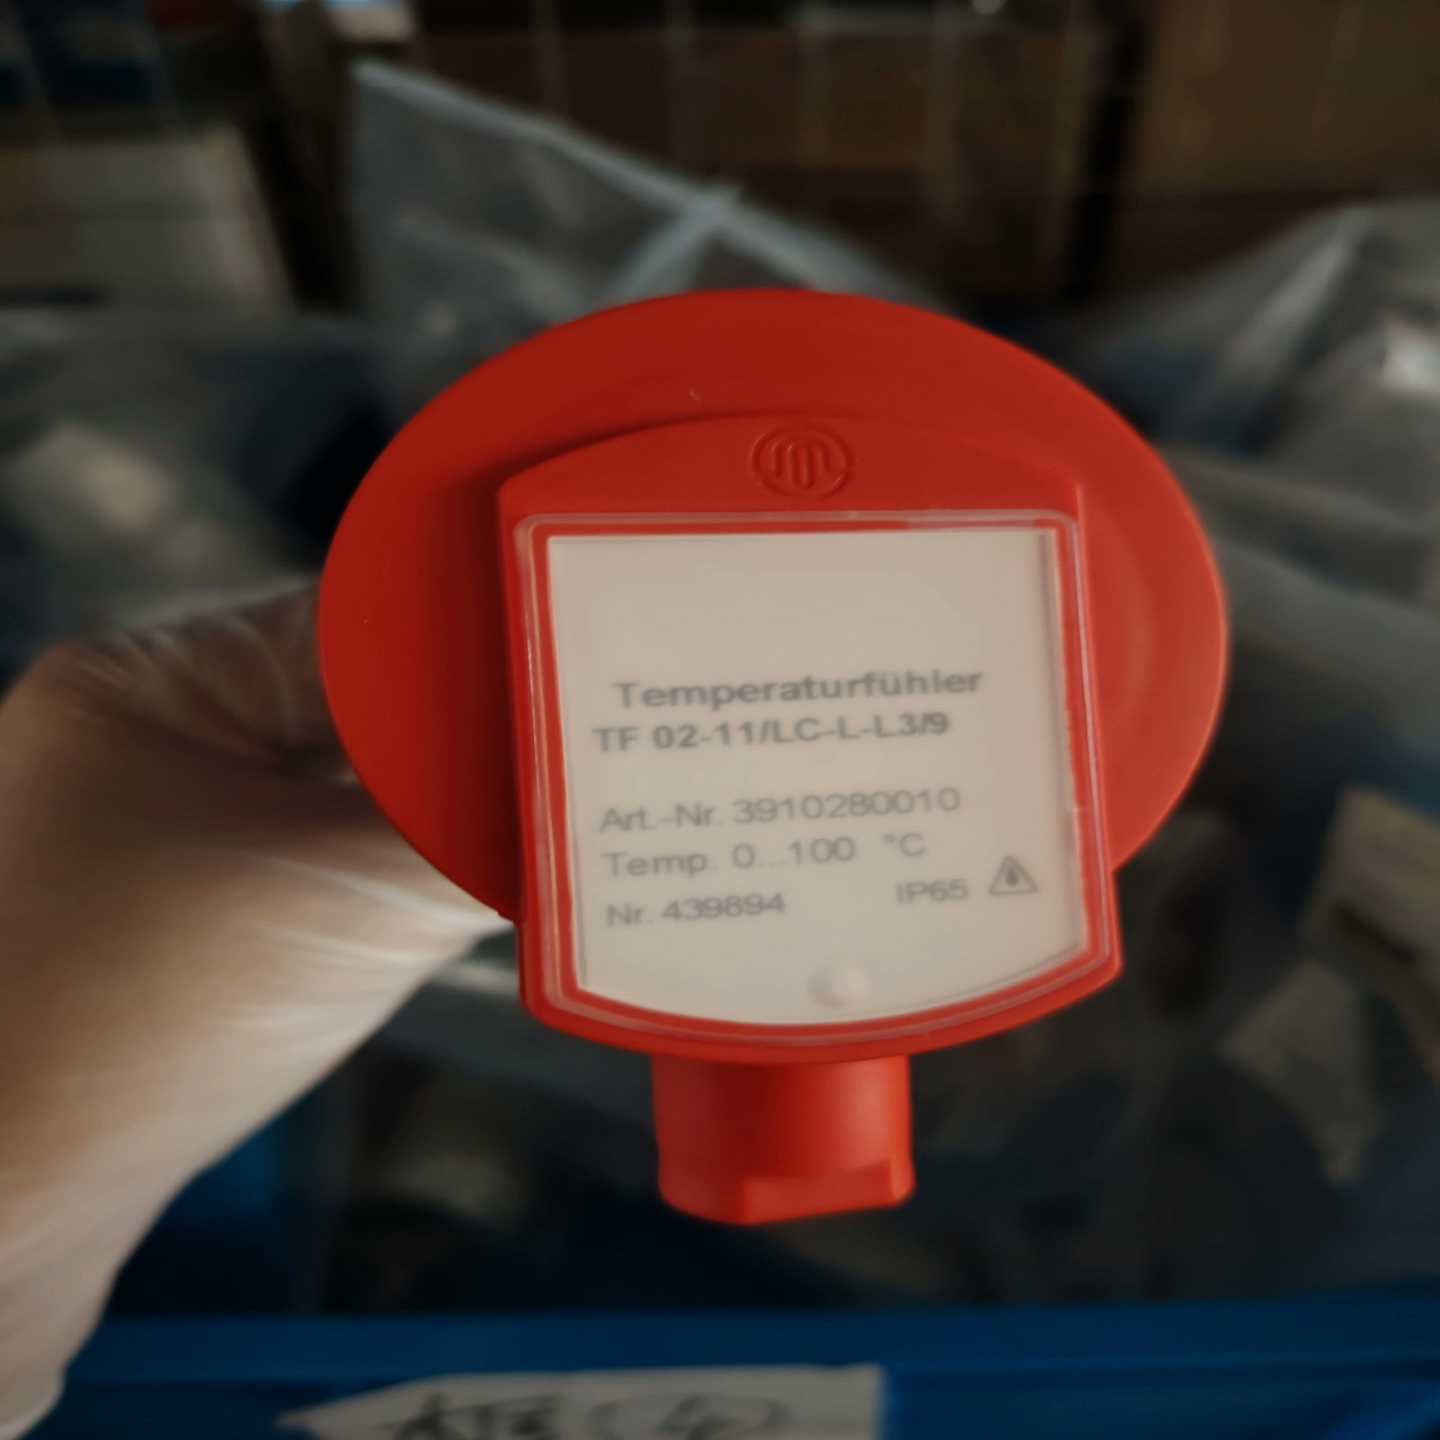 Temperaturfühler
TF 02-11/LC-L-L3/9
Art.-Nr. 3910280010
Temp. 0...100 °C
Nr. 439894 IP65